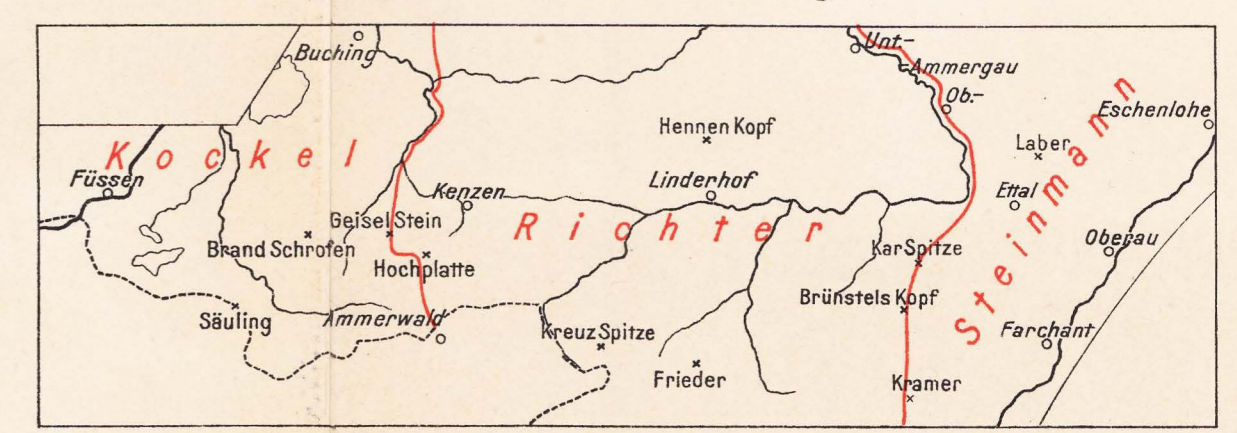 Buching
Unt.-
Ammergau
Ob.-
Eschenlohe
Hennen Kopf
Laber
Kockel
Füssen
Kenzen
Linderhof
Ettal
Geisel Stein
Richter
Steinmann
Brand Schrofen
Hochplatte
Kar Spitze
Oberau
Säuling
Ammerwald
Brünstels Kopf
Kreuz Spitze
Farchant
Frieder
Kramer